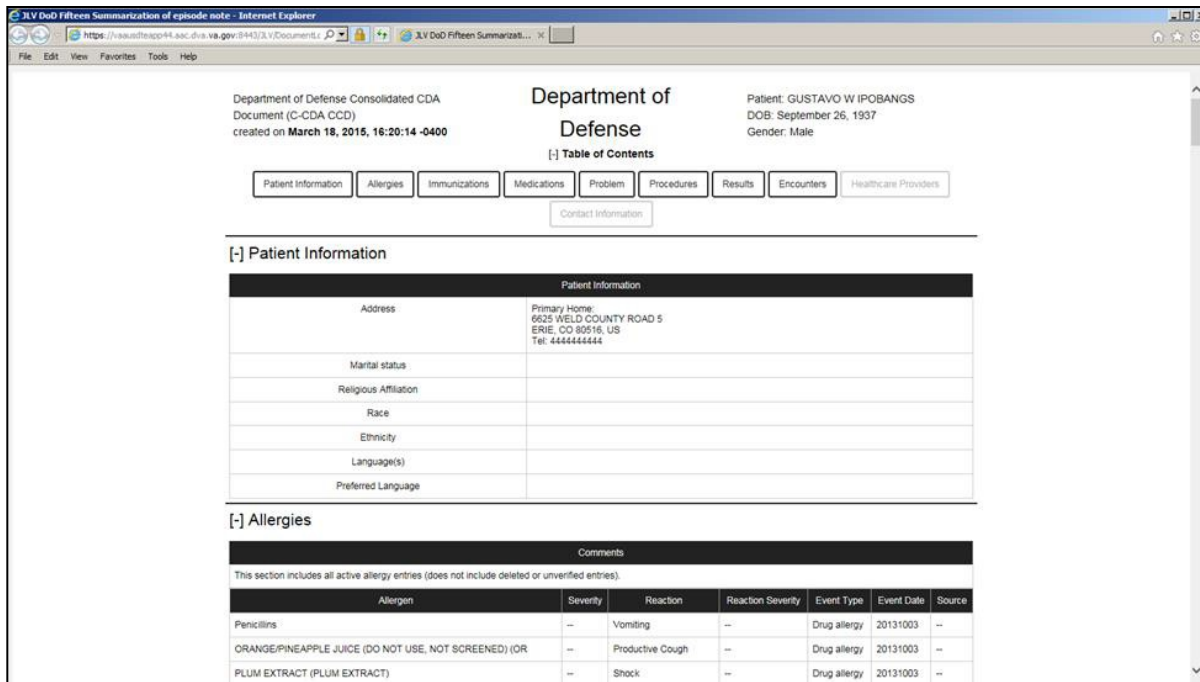 JLV DoD Fifteen Summarization of episode note - Internet Explorer
JLV DoD Fifteen Summarizati...
File Edit View Favorites Tools Help
Department of Defense Consolidated CDA
Document (C-CDA CCD)
created on March 18, 2015, 16:20:14 -0400
Department of
Defense
Patient: GUSTAVO W IPOBANGS
DOB: September 26, 1937
Gender: Male
[-] Table of Contents
Patient Information Allergies Immunizations Medications Problem Procedures Results Encounters Healthcare Providers
Contact Information
[-] Patient Information
Patient Information
Address
Primary Home:
6625 WELD COUNTY ROAD 5
ERIE, CO 80516, US
Tel: 4444444444
Marital status
Religious Affiliation
Race
Ethnicity
Language(s)
Preferred Language
[-] Allergies
Comments
This section includes all active allergy entries (does not include deleted or unverified entries).
Allergen Severity Reaction Reaction Severity Event Type Event Date Source
Penicillins -- Vomiting -- Drug allergy 20131003 --
ORANGE/PINEAPPLE JUICE (DO NOT USE, NOT SCREENED) (OR -- Productive Cough -- Drug allergy 20131003 --
PLUM EXTRACT (PLUM EXTRACT) -- Shock -- Drug allergy 20131003 --